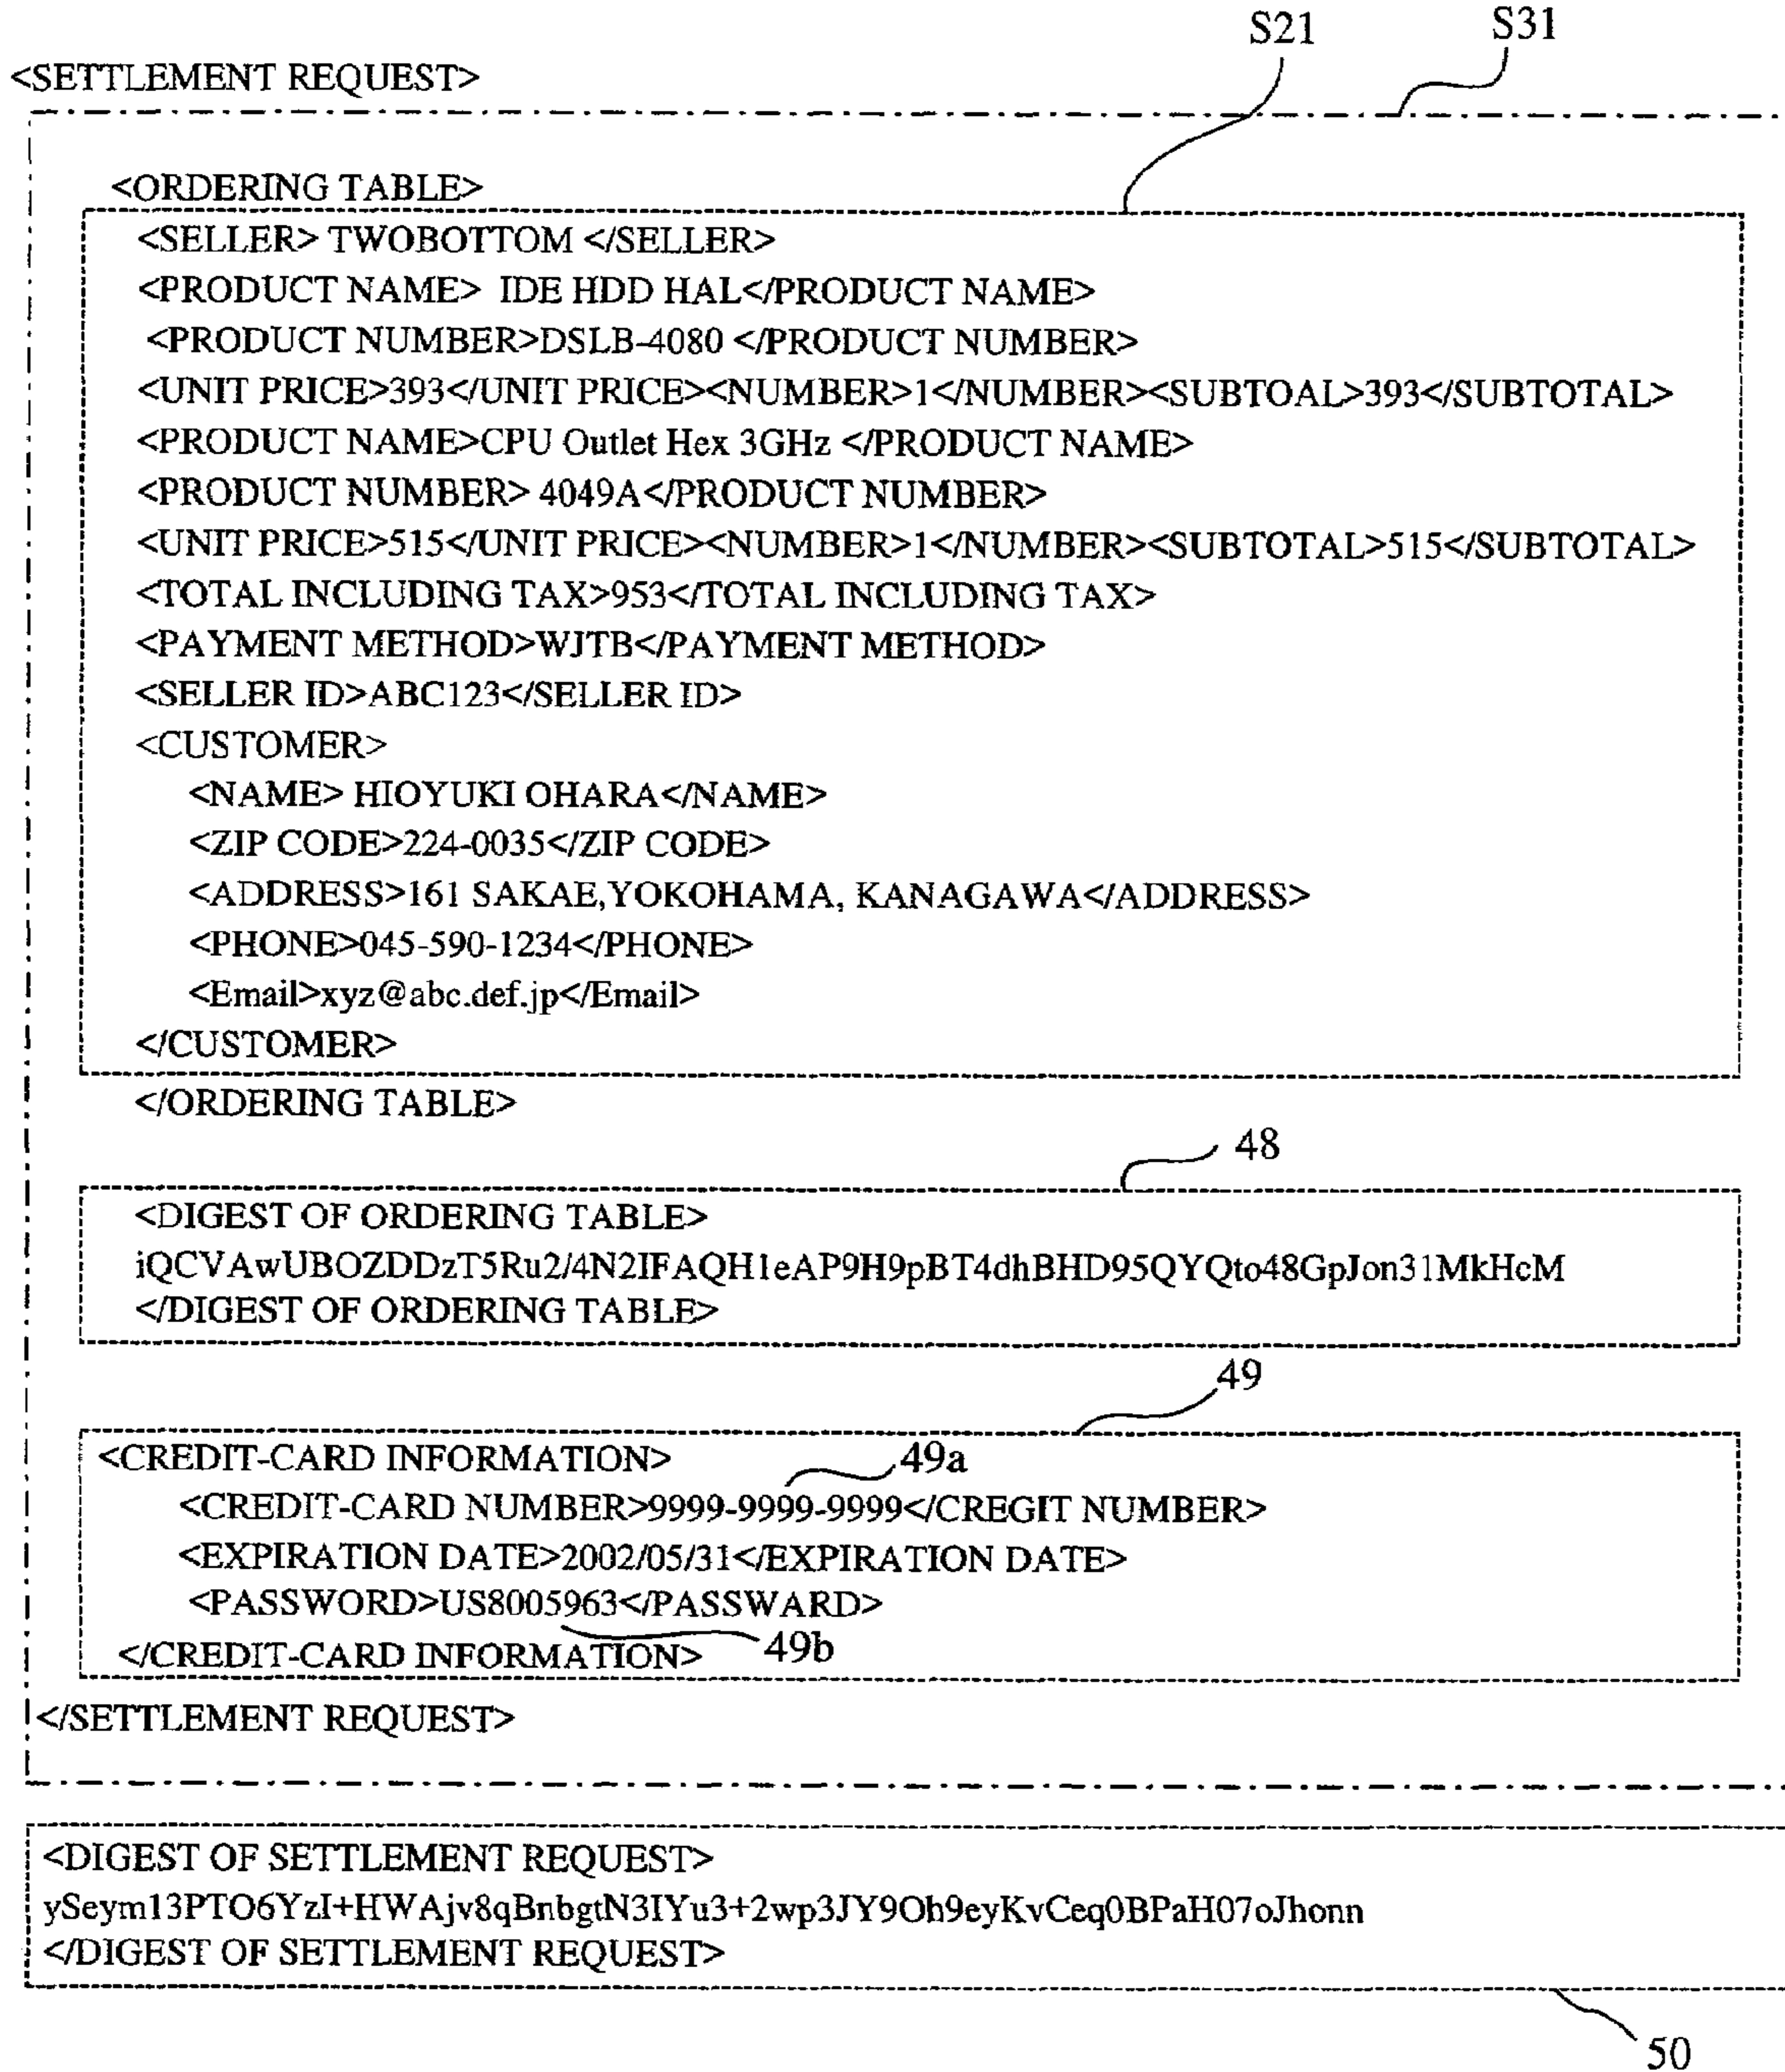 S21 S31
<SETTLEMENT REQUEST>
<ORDERING TABLE>
<SELLER> TWOBOTTOM </SELLER>
<PRODUCT NAME> IDE HDD HAL</PRODUCT NAME>
<PRODUCT NUMBER>DSLB-4080 </PRODUCT NUMBER>
<UNIT PRICE>393</UNIT PRICE><NUMBER>1</NUMBER><SUBTOAL>393</SUBTOTAL>
<PRODUCT NAME>CPU Outlet Hex 3GHz </PRODUCT NAME>
<PRODUCT NUMBER> 4049A</PRODUCT NUMBER>
<UNIT PRICE>515</UNIT PRICE><NUMBER>1</NUMBER><SUBTOTAL>515</SUBTOTAL>
<TOTAL INCLUDING TAX>953</TOTAL INCLUDING TAX>
<PAYMENT METHOD>WJTB</PAYMENT METHOD>
<SELLER ID>ABC123</SELLER ID>
<CUSTOMER>
<NAME> HIOYUKI OHARA</NAME>
<ZIP CODE>224-0035</ZIP CODE>
<ADDRESS>161 SAKAE,YOKOHAMA, KANAGAWA</ADDRESS>
<PHONE>045-590-1234</PHONE>
<Email>xyz@abc.def.jp</Email>
</CUSTOMER>
</ORDERING TABLE>
48
<DIGEST OF ORDERING TABLE>
iQCVAwUBOZDDzT5Ru2/4N2IFAQH1eAP9H9pBT4dhBHD95QYQto48GpJon31MkHcM
</DIGEST OF ORDERING TABLE>
49
<CREDIT-CARD INFORMATION>
49a
<CREDIT-CARD NUMBER>9999-9999-9999</CREGIT NUMBER>
<EXPIRATION DATE>2002/05/31</EXPIRATION DATE>
<PASSWORD>US8005963</PASSWARD>
</CREDIT-CARD INFORMATION> 49b
</SETTLEMENT REQUEST>
<DIGEST OF SETTLEMENT REQUEST>
ySeym13PTO6YzI+HWAjv8qBnbgtN3IYu3+2wp3JY9Oh9eyKvCeq0BPaH07oJhonn
</DIGEST OF SETTLEMENT REQUEST>
50